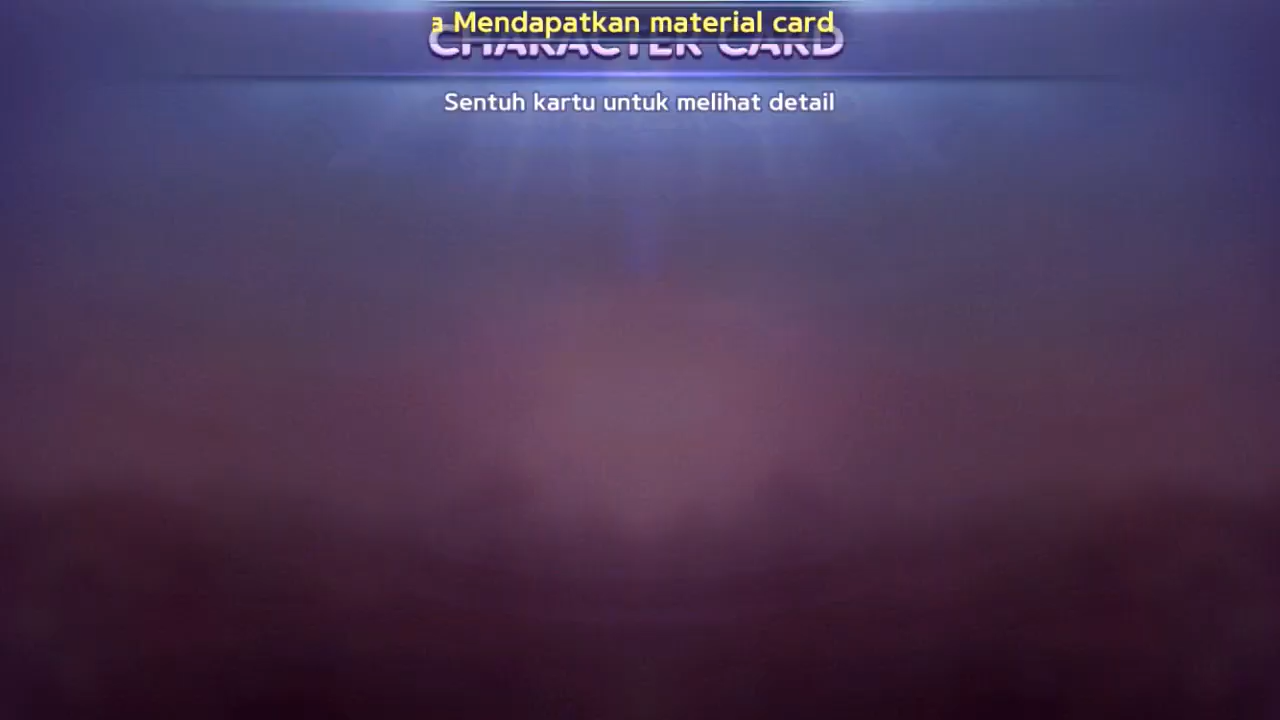 a Mendapatkan material card
CHARACTER CARD
Sentuh kartu untuk melihat detail